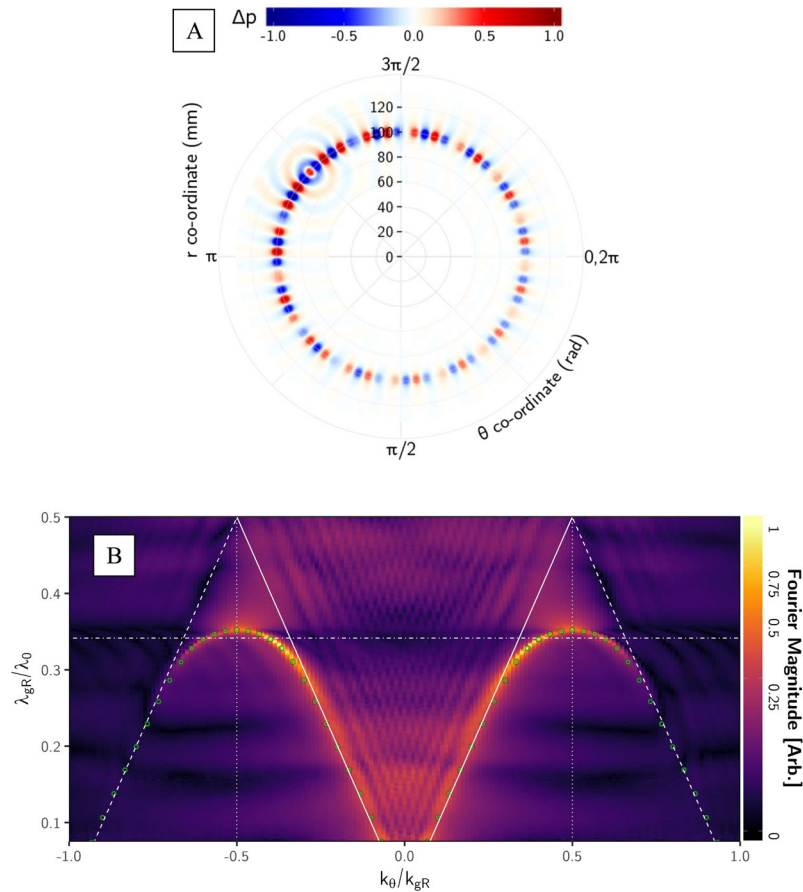 A
Δp
-1.0 -0.5 0.0 0.5 1.0
3π/2
120
100
80
60
40
20
0
r co-ordinate (mm)
π
0,2π
θ co-ordinate (rad)
π/2
B
0.5
0.4
0.3
0.2
0.1
λgR/λ0
-1.0 -0.5 0.0 0.5 1.0
kθ/kgR
1
0.75
0.5
0.25
0
Fourier Magnitude [Arb.]